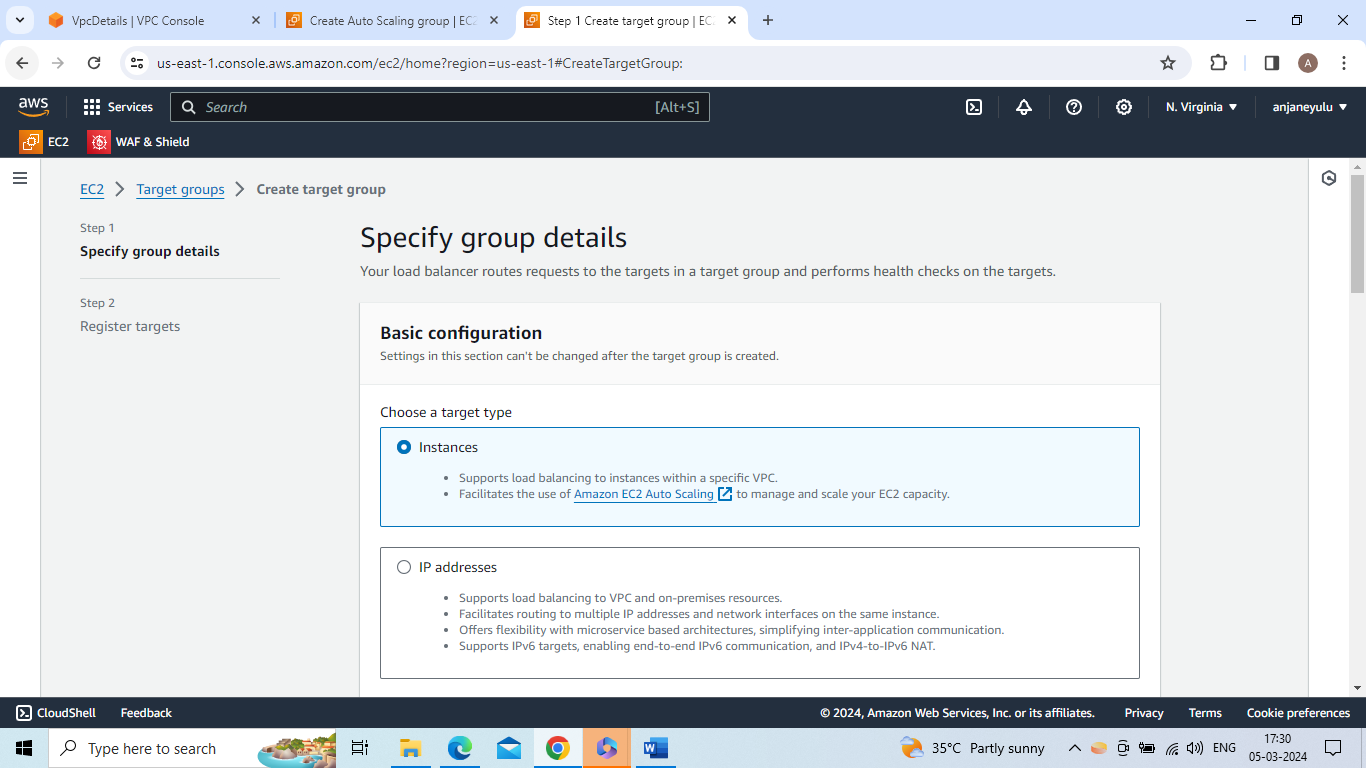 VpcDetails | VPC Console
Create Auto Scaling group | EC2
Step 1 Create target group | EC
us-east-1.console.aws.amazon.com/ec2/home?region=us-east-1#CreateTargetGroup:
A
aws
Services
Search
[Alt+S]
N. Virginia
anjaneyulu
EC2
WAF & Shield
EC2
Target groups
Create target group
Step 1
Specify group details
Step 2
Register targets
Specify group details
Your load balancer routes requests to the targets in a target group and performs health checks on the targets.
Basic configuration
Settings in this section can't be changed after the target group is created.
Choose a target type
Instances
• Supports load balancing to instances within a specific VPC.
• Facilitates the use of Amazon EC2 Auto Scaling to manage and scale your EC2 capacity.
IP addresses
• Supports load balancing to VPC and on-premises resources.
• Facilitates routing to multiple IP addresses and network interfaces on the same instance.
• Offers flexibility with microservice based architectures, simplifying inter-application communication.
• Supports IPv6 targets, enabling end-to-end IPv6 communication, and IPv4-to-IPv6 NAT.
CloudShell
Feedback
© 2024, Amazon Web Services, Inc. or its affiliates.
Privacy
Terms
Cookie preferences
Type here to search
35°C Partly sunny
ENG
17:30
05-03-2024